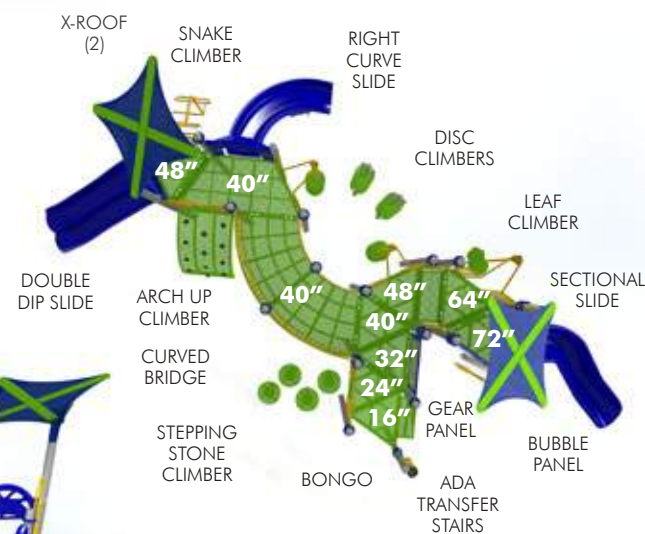 X-ROOF
(2)
SNAKE
CLIMBER
RIGHT
CURVE
SLIDE
DISC
CLIMBERS
LEAF
CLIMBER
SECTIONAL
SLIDE
48”
40”
DOUBLE
DIP SLIDE
ARCH UP
CLIMBER
40”
48”
64”
40”
72”
32”
24”
16”
CURVED
BRIDGE
STEPPING
STONE
CLIMBER
BONGO
GEAR
PANEL
ADA
TRANSFER
STAIRS
BUBBLE
PANEL